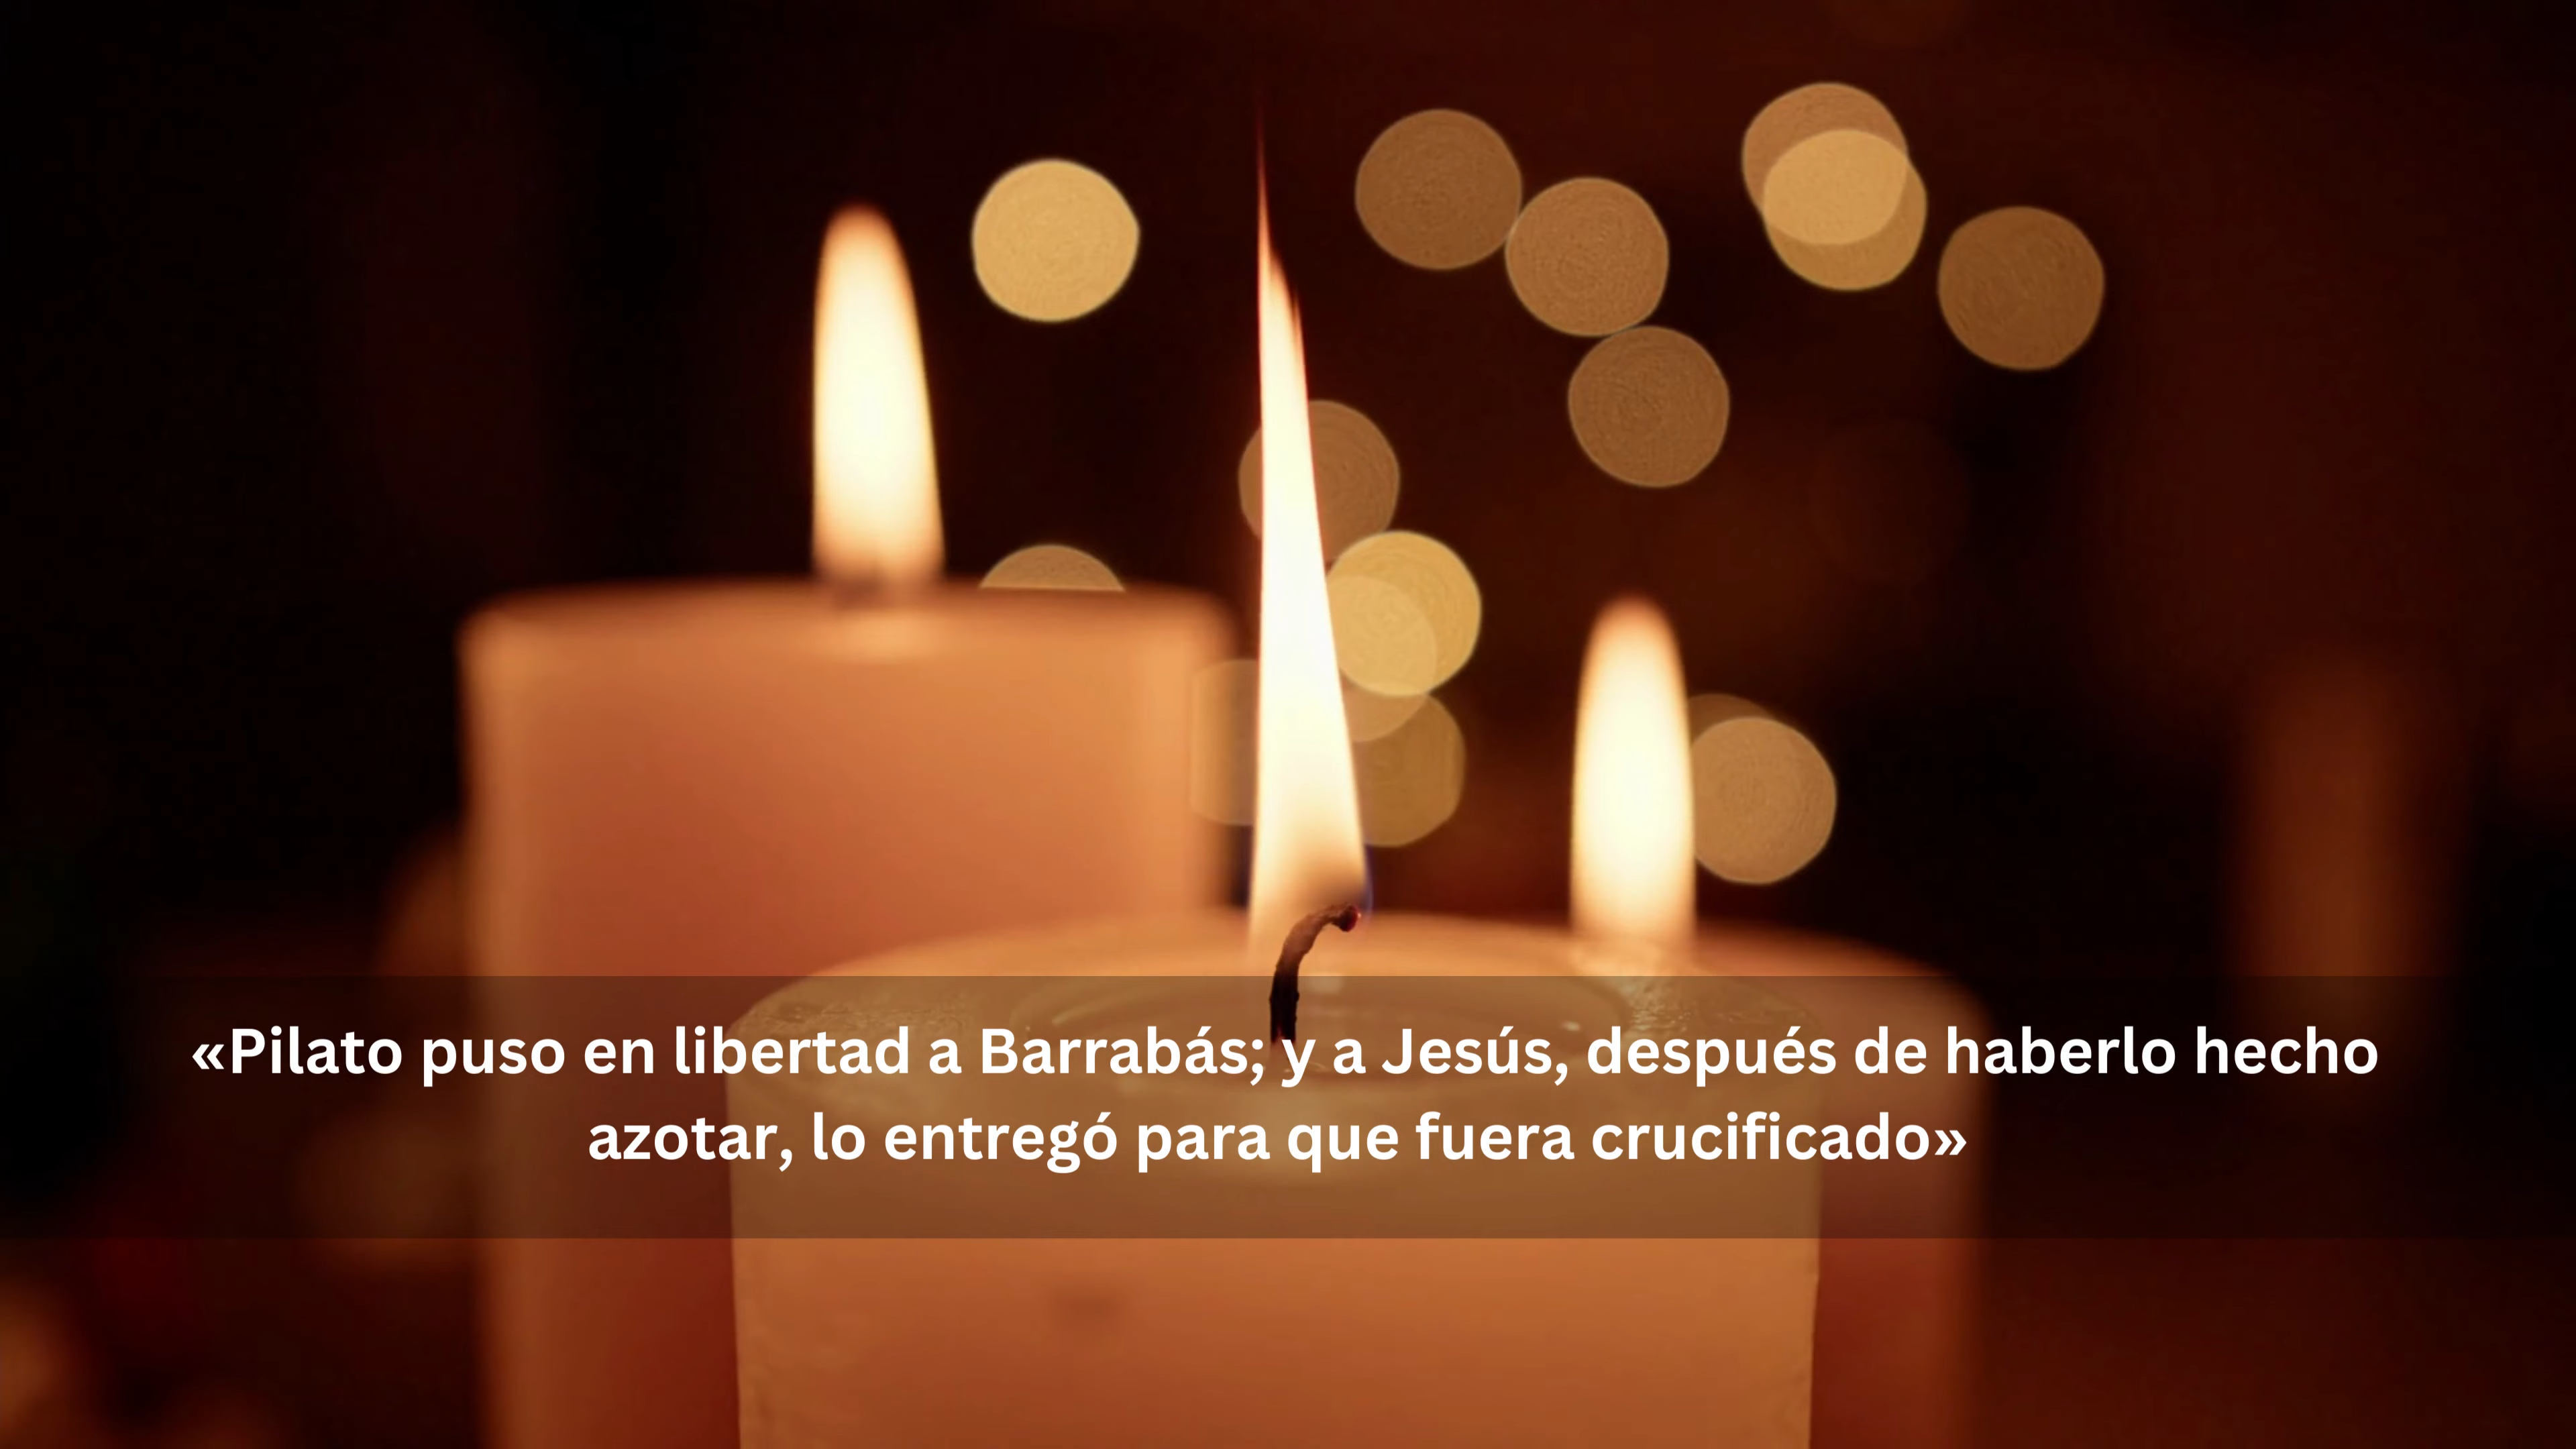 «Pilato puso en libertad a Barrabás; y a Jesús, después de haberlo hecho
azotar, lo entregó para que fuera crucificado»